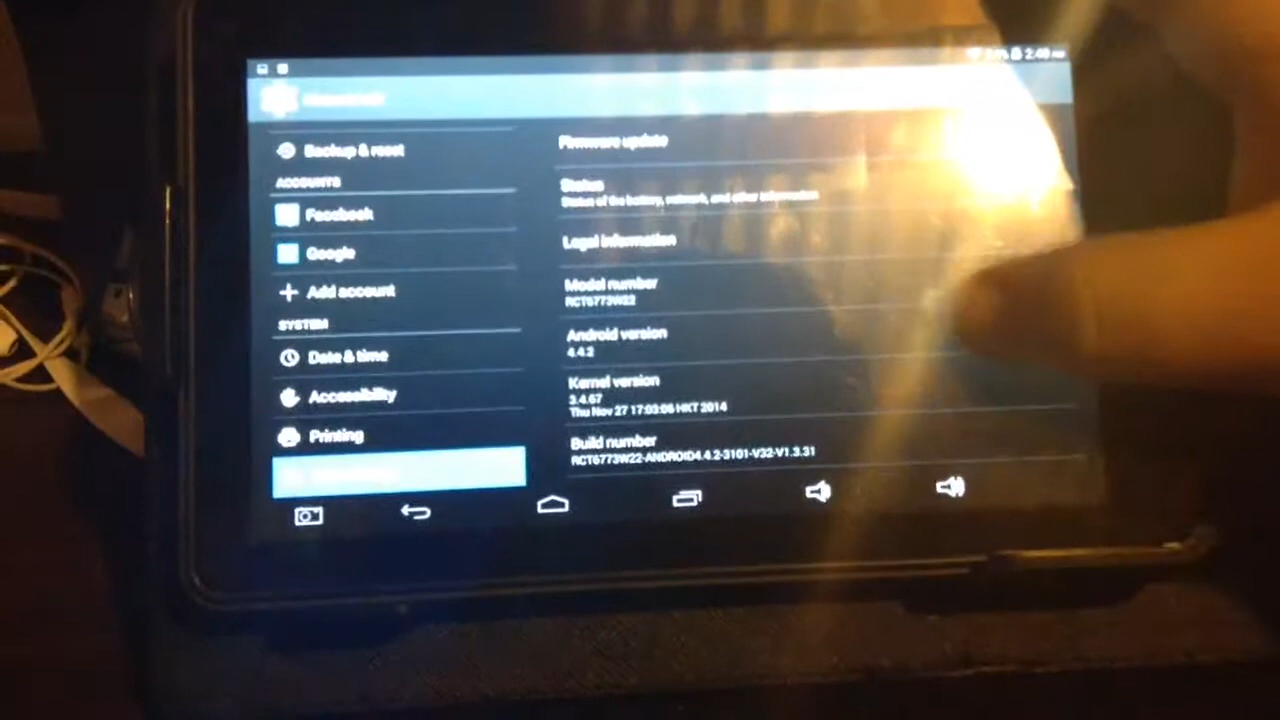 2:49
Backup & reset
ACCOUNTS
Facebook
Google
Add account
SYSTEM
Date & time
Accessibility
Printing
Firmware update
Status
Status of the battery, network, and other information
Legal information
Model number
RCT6773W22
Android version
4.4.2
Kernel version
3.4.67
Thu Nov 27 17:03:06 HKT 2014
Build number
RCT6773W22-ANDROID4.4.2-3101-V32-V1.3.31